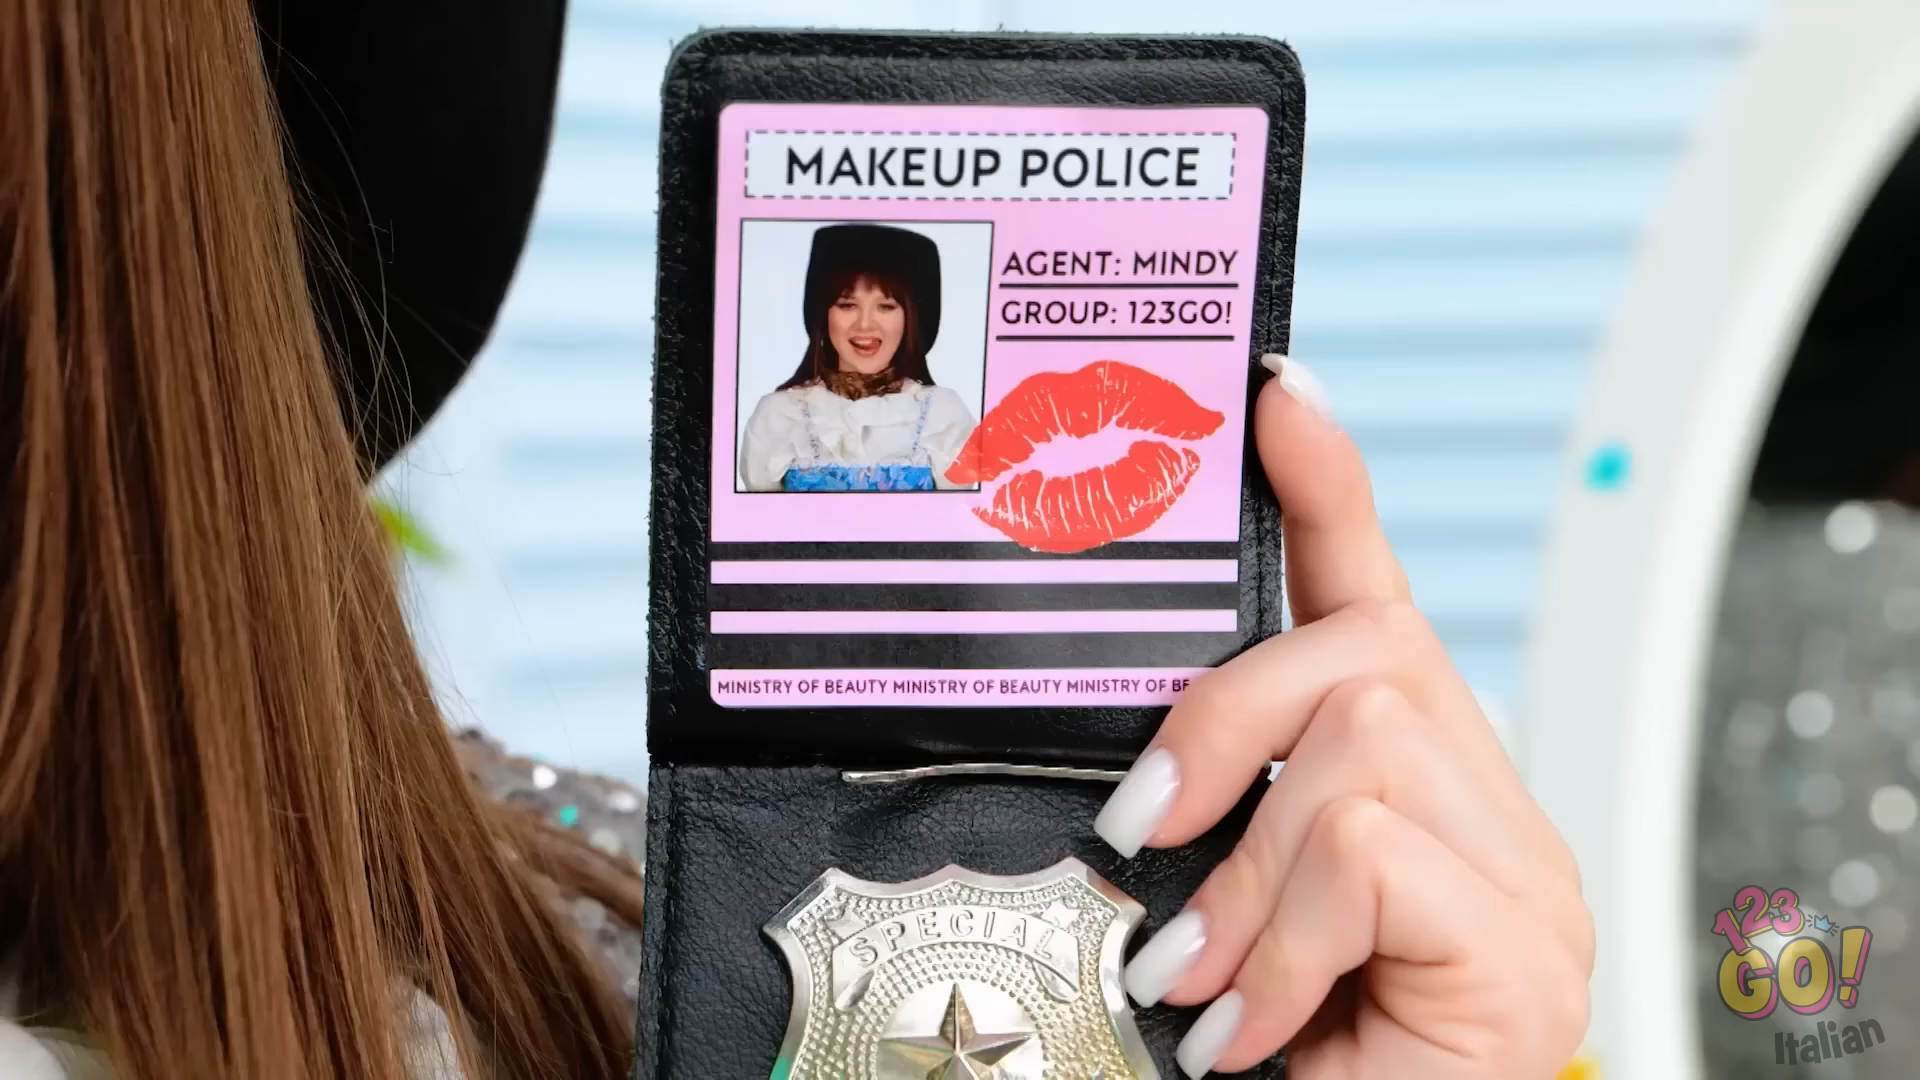 MAKEUP POLICE
AGENT: MINDY
GROUP: 123GO!
MINISTRY OF BEAUTY MINISTRY OF BEAUTY MINISTRY OF
SPECIAL
123
GO!
Italian